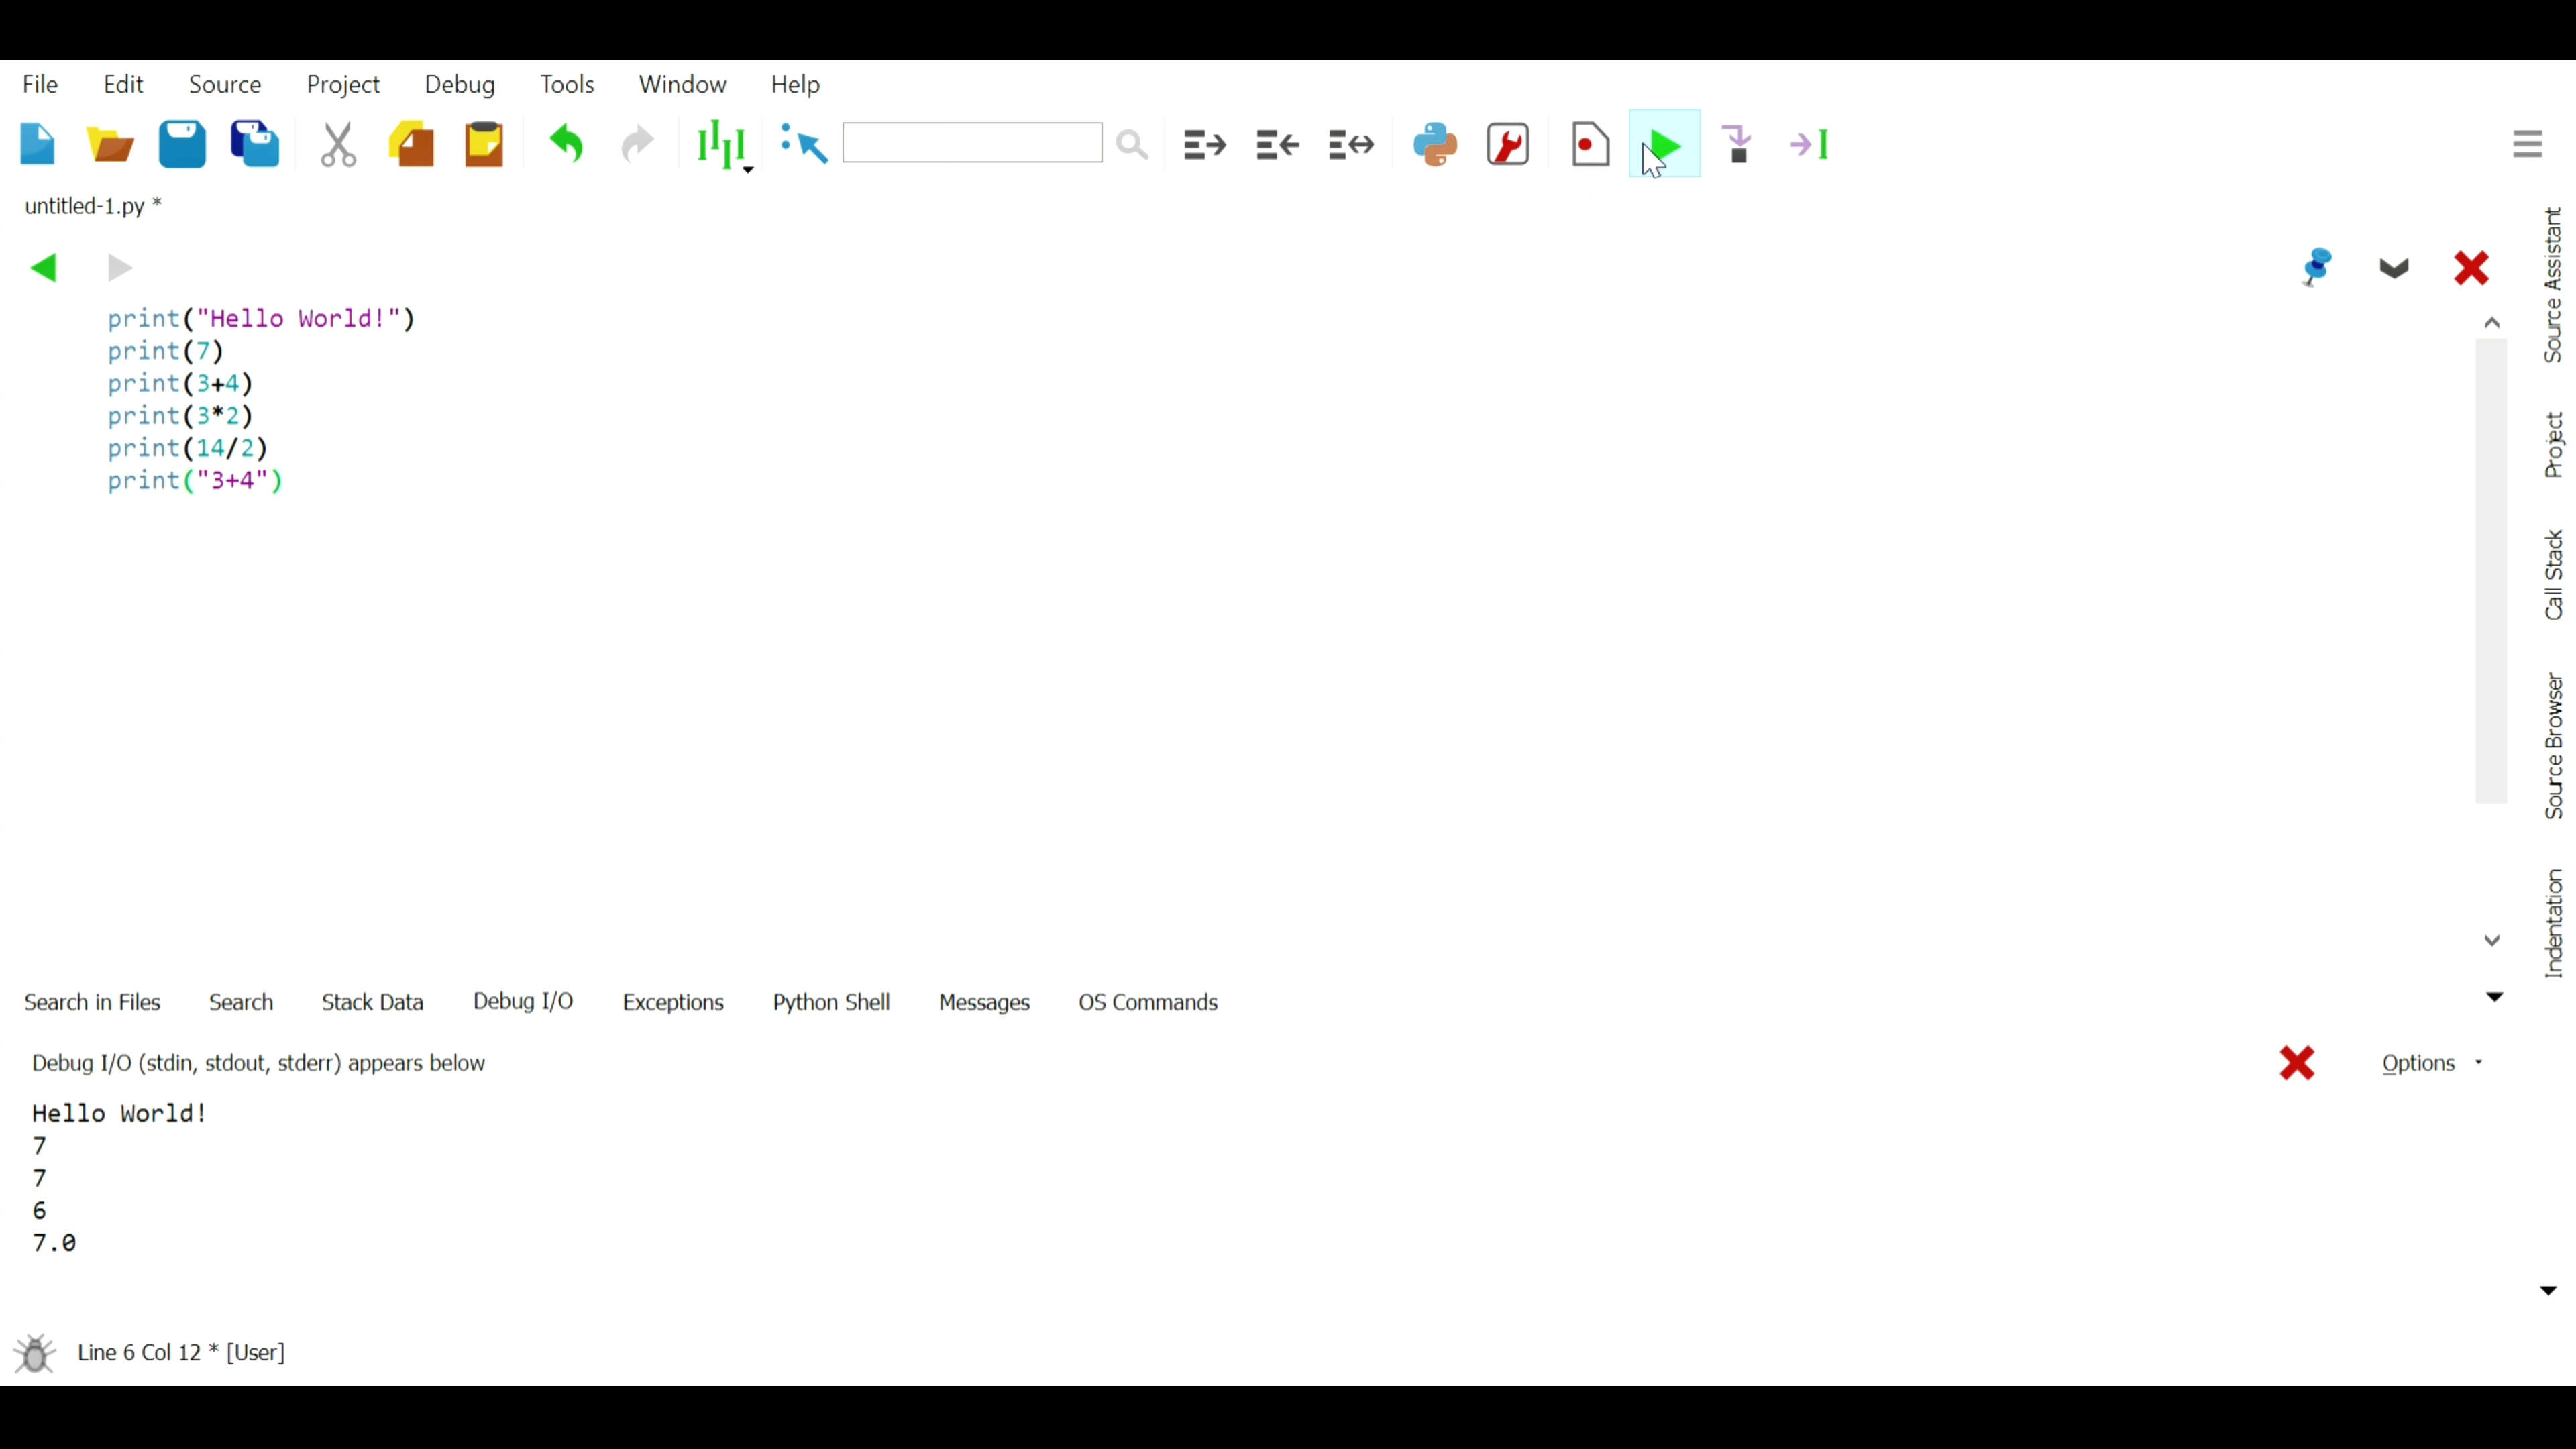 File Edit Source Project Debug Tools Window Help
untitled-1.py *
print("Hello World!")
print(7)
print(3+4)
print(3*2)
print(14/2)
print("3+4")
Source Assistant
Project
Call Stack
Source Browser
Indentation
Search in Files Search Stack Data Debug I/O Exceptions Python Shell Messages OS Commands
Debug I/O (stdin, stdout, stderr) appears below Options
Hello World!
7
7
6
7.0
Line 6 Col 12 * [User]